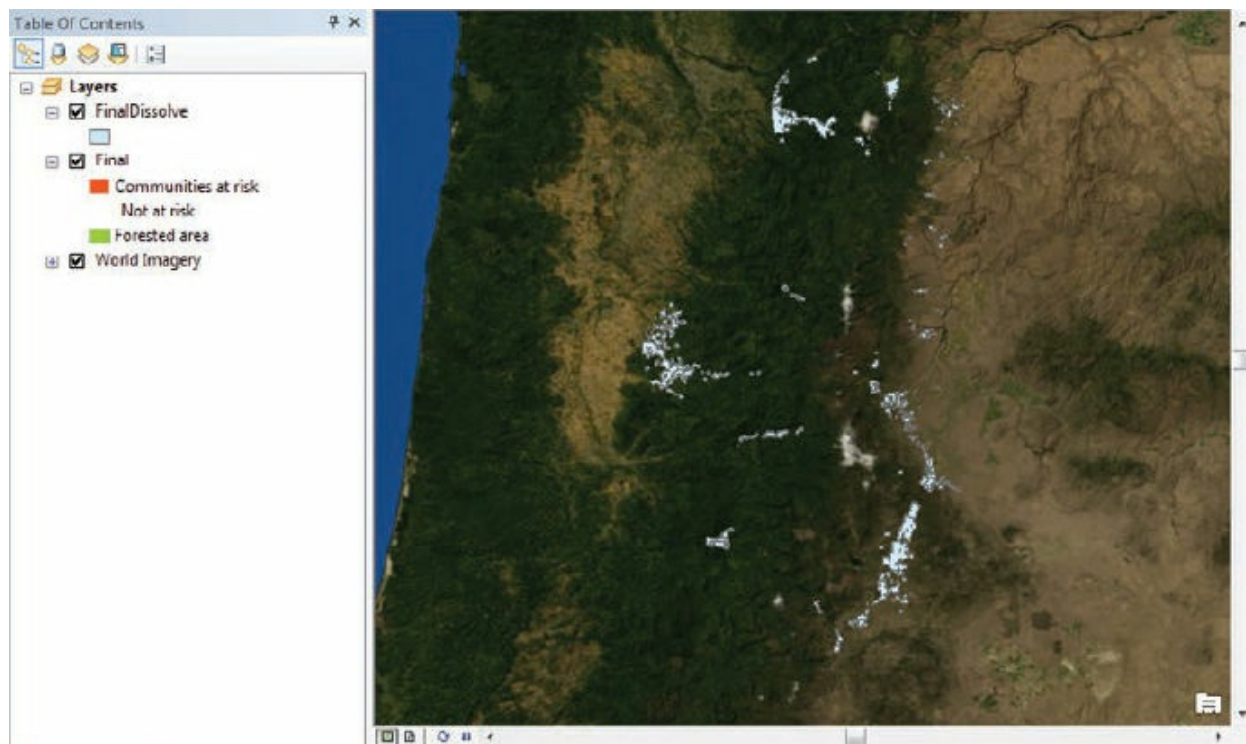 Table Of Contents
Layers
FinalDissolve
Final
Communities at risk
Not at risk
Forested area
World Imagery